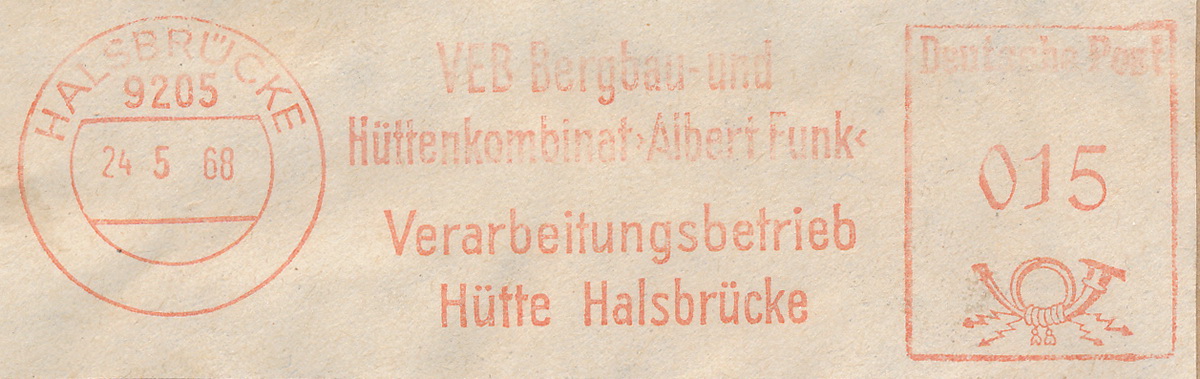 HALSBRÜCKE
9205
24 5 68
VEB Bergbau- und
Hüttenkombinat ›Albert Funk‹
Verarbeitungsbetrieb
Hütte Halsbrücke
Deutsche Post
015